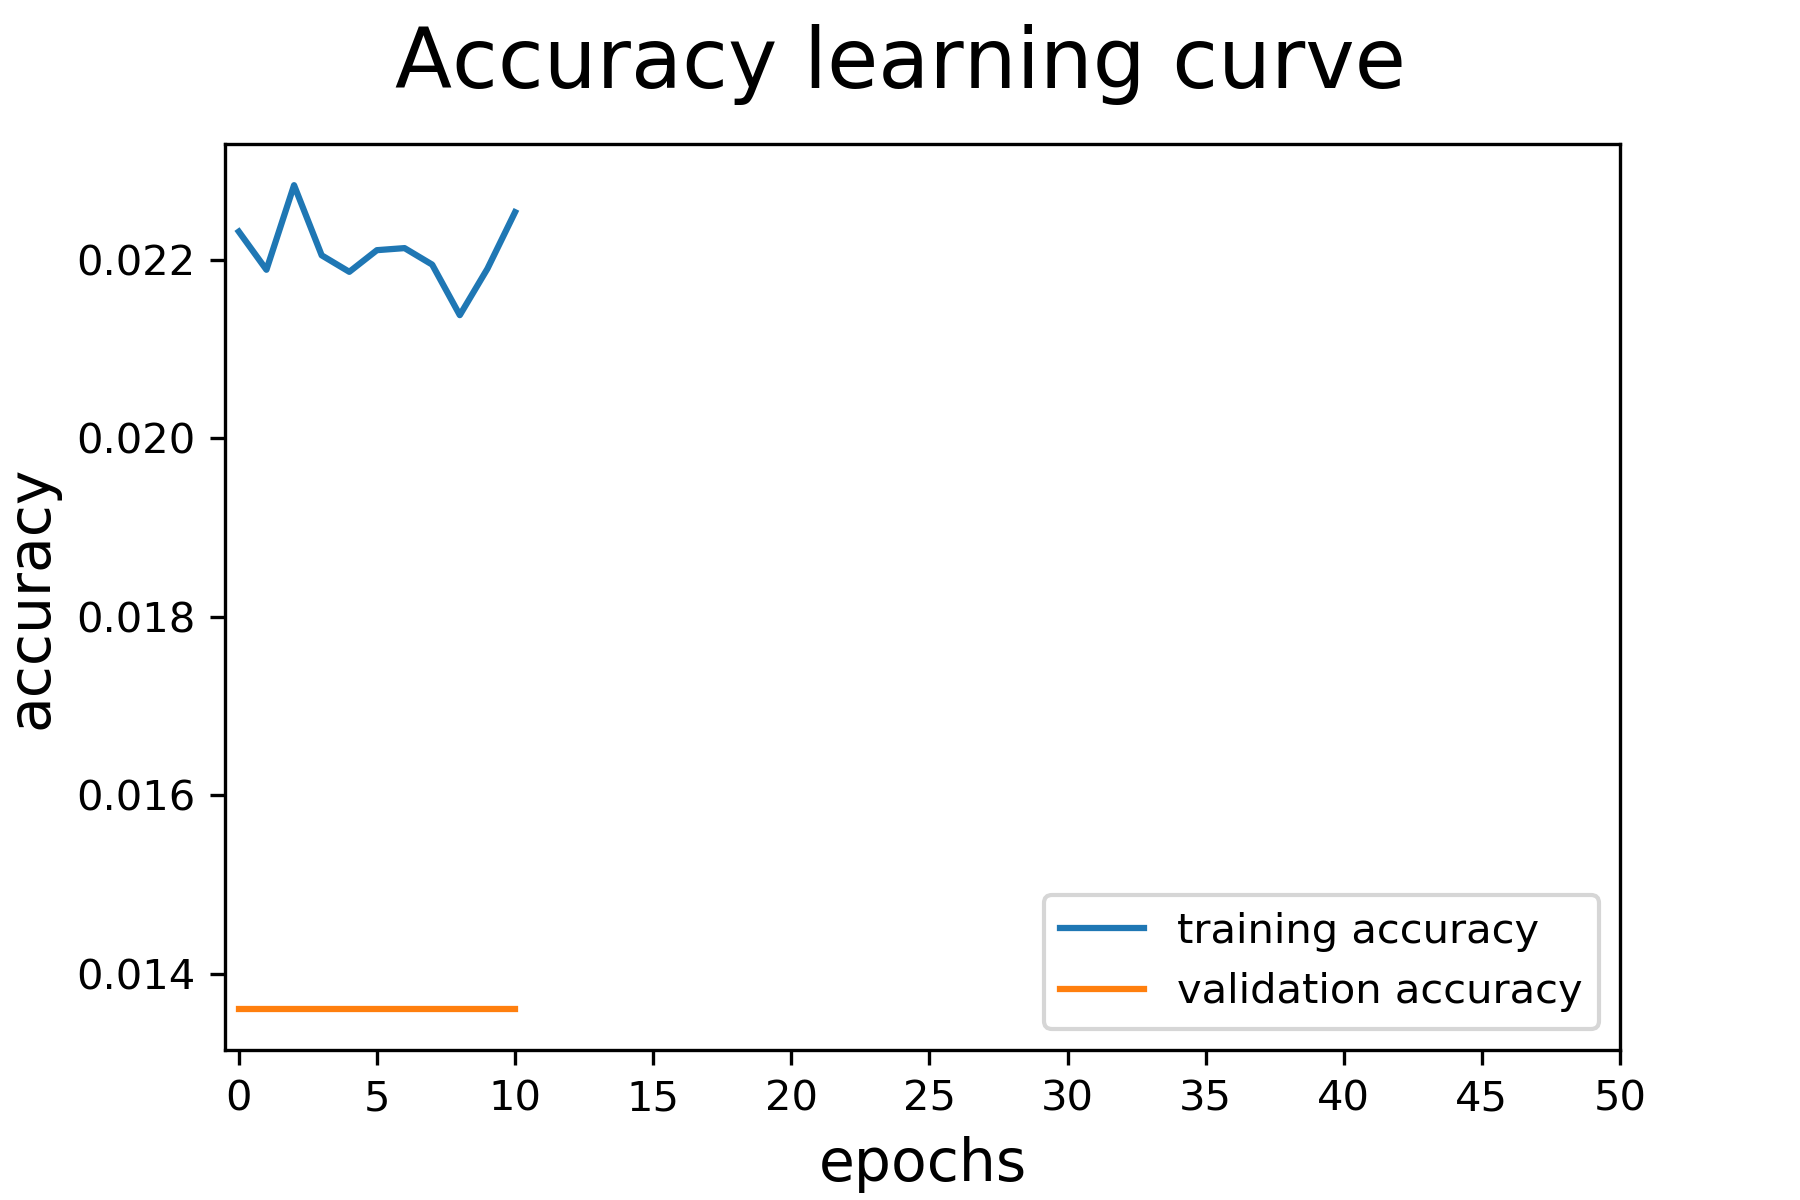 Accuracy learning curve
0.022
0.020
0.018
0.016
0.014
accuracy
training accuracy
validation accuracy
0 5 10 15 20 25 30 35 40 45 50
epochs